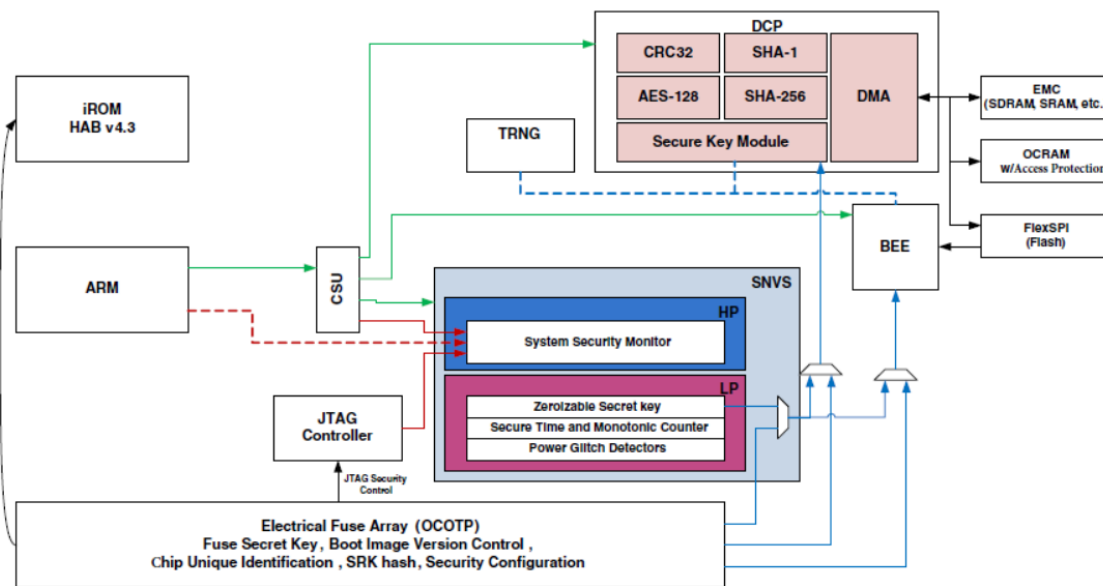 DCP
CRC32
SHA-1
AES-128
SHA-256
DMA
Secure Key Module
iROM
HAB v4.3
TRNG
EMC
(SDRAM, SRAM, etc.
OCRAM
w/Access Protection
FlexSPI
(Flash)
BEE
ARM
CSU
SNVS
HP
System Security Monitor
LP
Zeroizable Secret key
Secure Time and Monotonic Counter
Power Glitch Detectors
JTAG
Controller
JTAG Security
Control
Electrical Fuse Array (OCOTP)
Fuse Secret Key, Boot Image Version Control,
Chip Unique Identification, SRK hash, Security Configuration